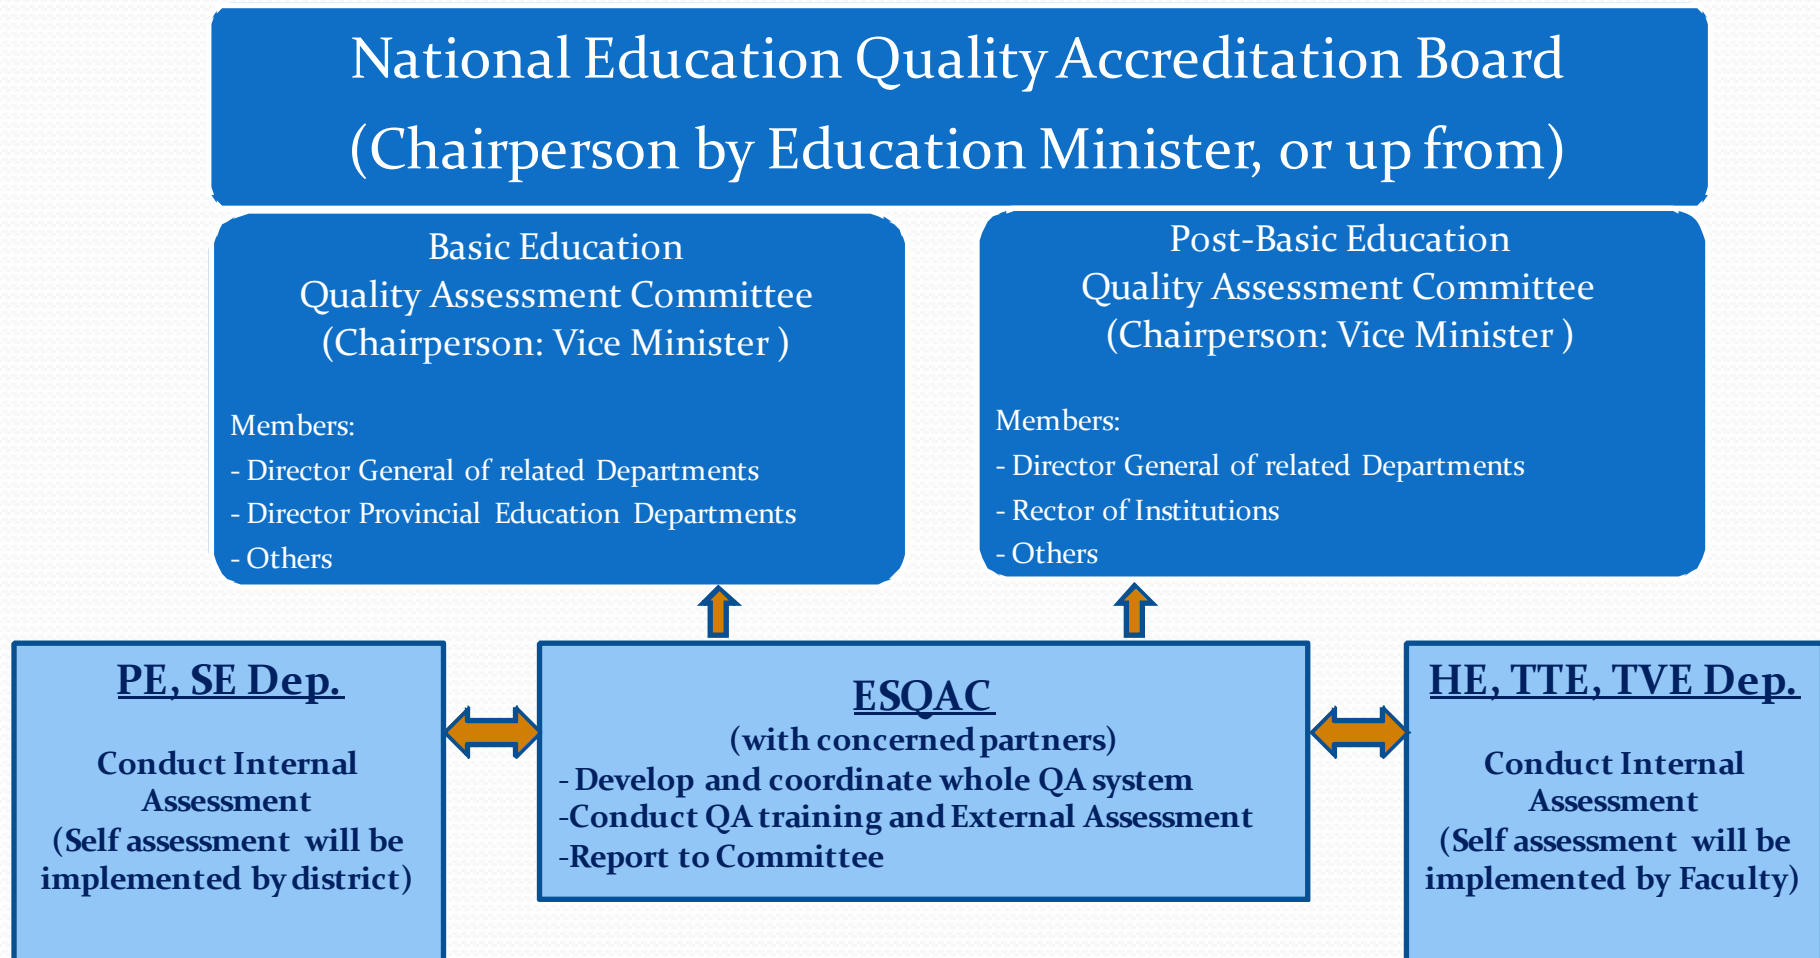 National Education Quality Accreditation Board
(Chairperson by Education Minister, or up from)
Basic Education
Quality Assessment Committee
(Chairperson: Vice Minister )
Members:
- Director General of related Departments
- Director Provincial Education Departments
- Others
Post-Basic Education
Quality Assessment Committee
(Chairperson: Vice Minister )
Members:
- Director General of related Departments
- Rector of Institutions
- Others
PE, SE Dep.
Conduct Internal
Assessment
(Self assessment will be
implemented by district)
ESQAC
(with concerned partners)
- Develop and coordinate whole QA system
-Conduct QA training and External Assessment
-Report to Committee
HE, TTE, TVE Dep.
Conduct Internal
Assessment
(Self assessment will be
implemented by Faculty)